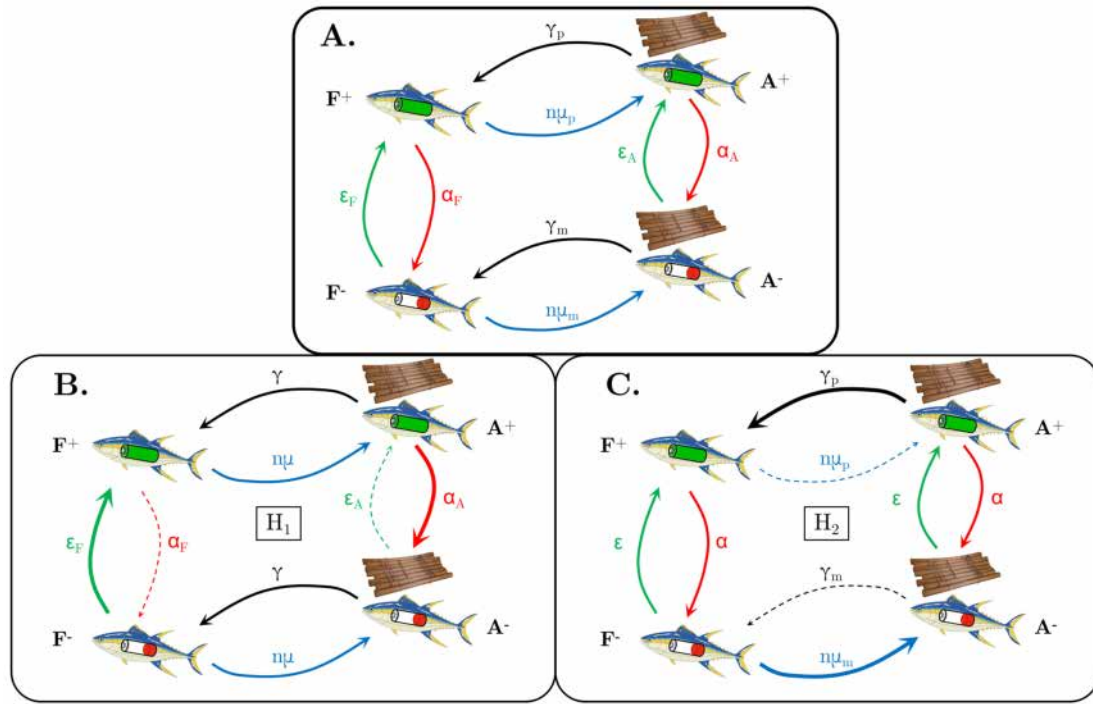 A.
γp
F⁺
A⁺
nμp
εF
αF
εA
αA
γm
F⁻
A⁻
nμm
B.
γ
F⁺
A⁺
nμ
εF
αF
H₁
εA
αA
γ
F⁻
A⁻
nμ
C.
γp
F⁺
A⁺
nμp
ε
α
H₂
ε
α
γm
F⁻
A⁻
nμm